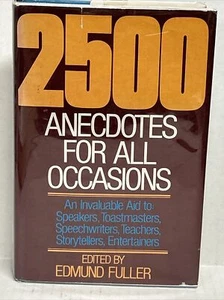 2500
ANECDOTES
FOR ALL
OCCASIONS
An Invaluable Aid to
Speakers, Toastmasters,
Speechwriters, Teachers,
Storytellers, Entertainers
EDITED BY
EDMUND FULLER